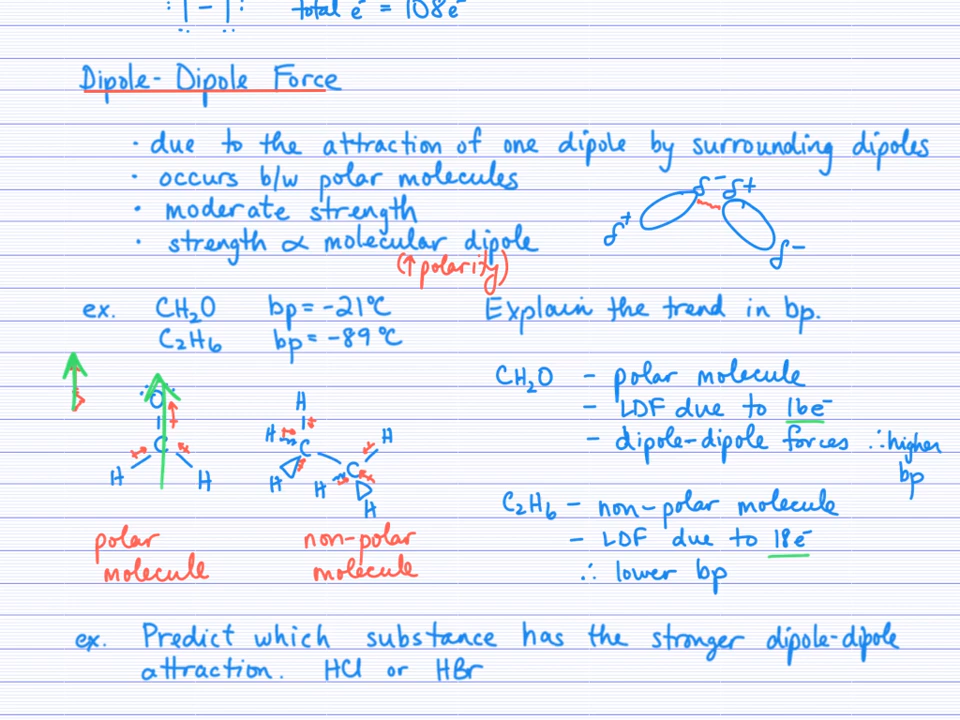 total e⁻ = 108e⁻
Dipole-Dipole Force
· due to the attraction of one dipole by surrounding dipoles
· occurs b/w polar molecules
· moderate strength
· strength ∝ molecular dipole
(↑ polarity)
δ⁺ δ⁻ δ+ δ⁻
ex. CH₂O bp = -21°C Explain the trend in bp.
C₂H₆ bp = -89°C
CH₂O - polar molecule
- LDF due to 16e⁻
- dipole-dipole forces ∴ higher
bp
O
C
H H
H
H C H
H H C
H
polar
molecule
non-polar
molecule
C₂H₆ - non-polar molecule
- LDF due to 18e⁻
∴ lower bp
ex. Predict which substance has the stronger dipole-dipole
attraction. HCl or HBr